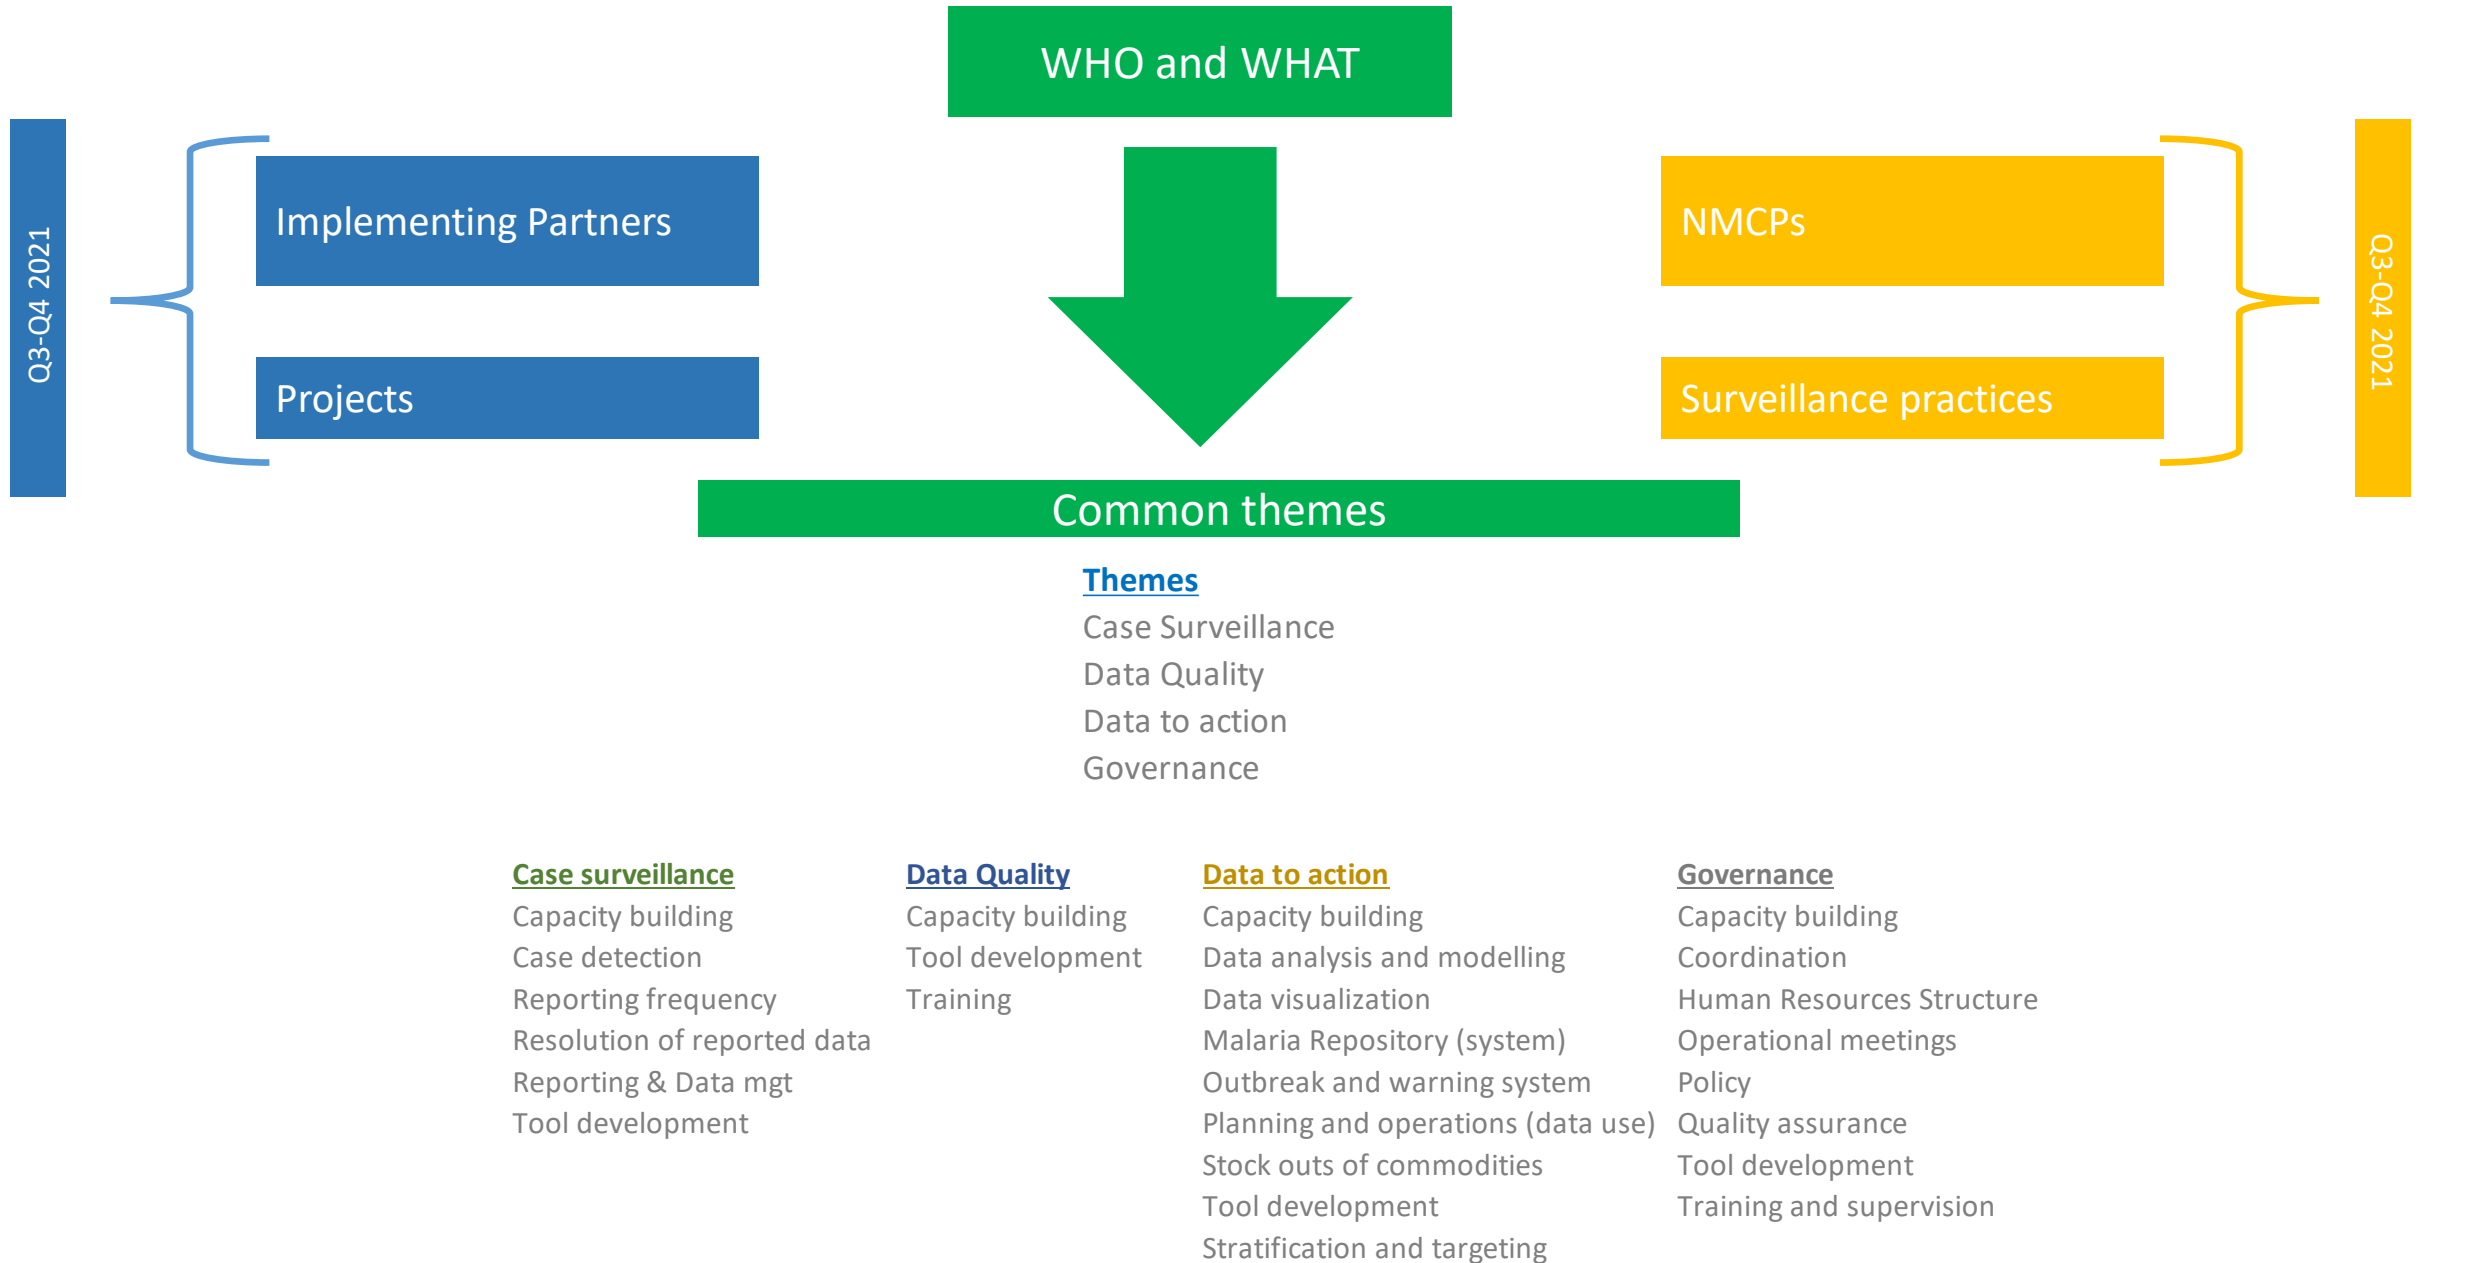 WHO and WHAT
Q3-Q4 2021
Implementing Partners
Projects
NMCPs
Surveillance practices
Q3-Q4 2021
Common themes
Themes
Case Surveillance
Data Quality
Data to action
Governance
Case surveillance
Capacity building
Case detection
Reporting frequency
Resolution of reported data
Reporting & Data mgt
Tool development
Data Quality
Capacity building
Tool development
Training
Data to action
Capacity building
Data analysis and modelling
Data visualization
Malaria Repository (system)
Outbreak and warning system
Planning and operations (data use)
Stock outs of commodities
Tool development
Stratification and targeting
Governance
Capacity building
Coordination
Human Resources Structure
Operational meetings
Policy
Quality assurance
Tool development
Training and supervision